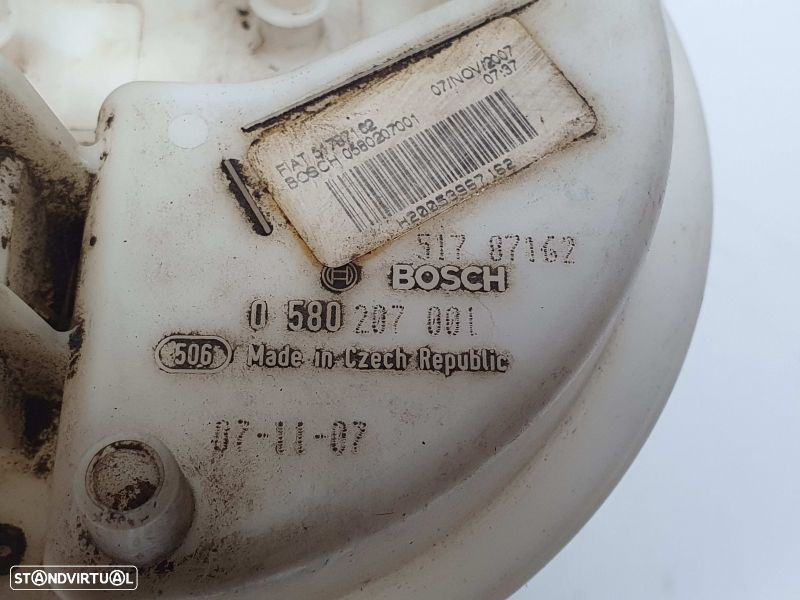 07/NOV/2007
07:37
FIAT 51787162
BOSCH 0580207001
517 87162
BOSCH
0 580 207 001
506 Made in Czech Republic
07-11-07
STANDVIRTUAL